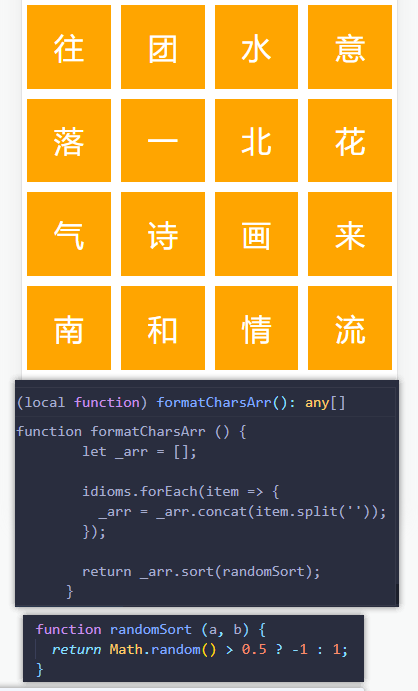 往 团 水 意
落 一 北 花
气 诗 画 来
南 和 情 流
(local function) formatCharsArr(): any[]
function formatCharsArr () {
let _arr = [];
idioms.forEach(item => {
_arr = _arr.concat(item.split(''));
});
return _arr.sort(randomSort);
}
function randomSort (a, b) {
return Math.random() > 0.5 ? -1 : 1;
}